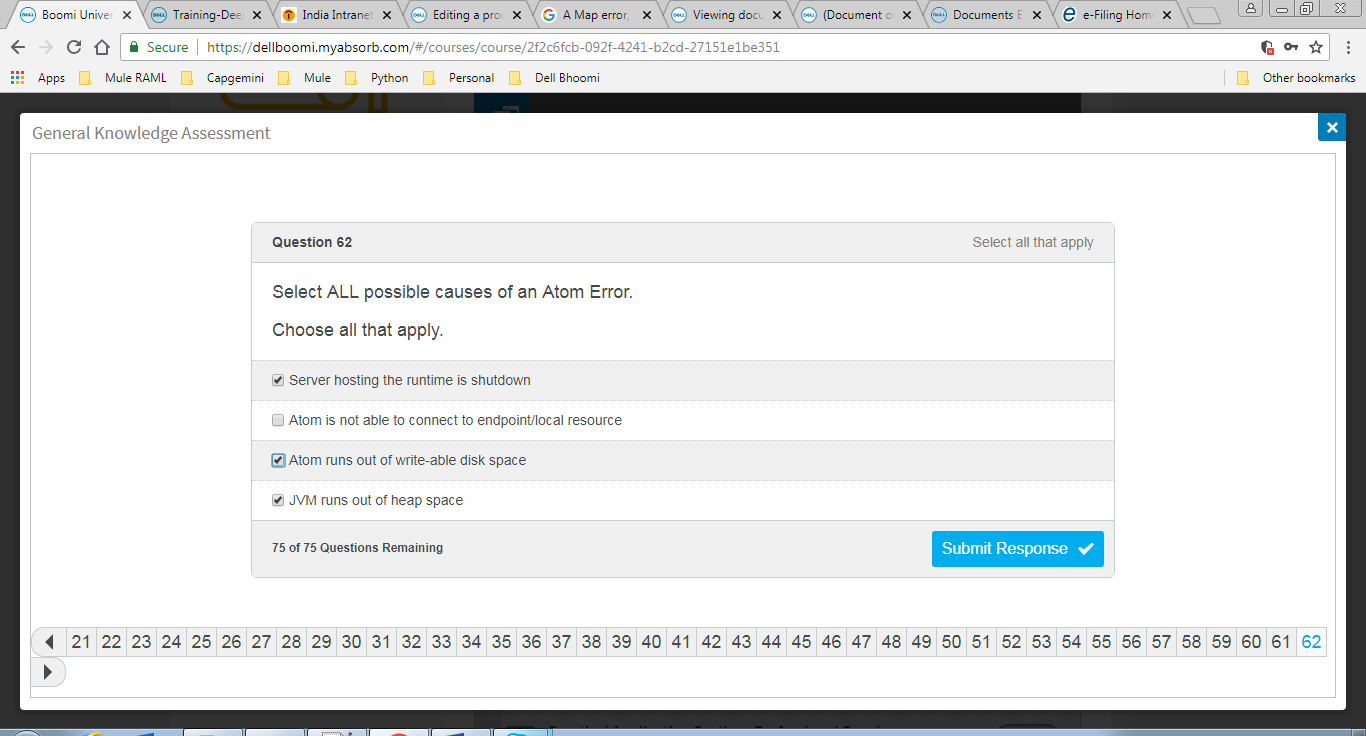 Boomi Univer
Training-Dee
India Intranet
Editing a pro
A Map error,
Viewing docu
(Document c
Documents E
e-Filing Hom
Secure
https://dellboomi.myabsorb.com/#/courses/course/2f2c6fcb-092f-4241-b2cd-27151e1be351
Apps Mule RAML Capgemini Mule Python Personal Dell Bhoomi Other bookmarks
General Knowledge Assessment
Question 62 Select all that apply
Select ALL possible causes of an Atom Error.
Choose all that apply.
Server hosting the runtime is shutdown
Atom is not able to connect to endpoint/local resource
Atom runs out of write-able disk space
JVM runs out of heap space
75 of 75 Questions Remaining Submit Response
21 22 23 24 25 26 27 28 29 30 31 32 33 34 35 36 37 38 39 40 41 42 43 44 45 46 47 48 49 50 51 52 53 54 55 56 57 58 59 60 61 62